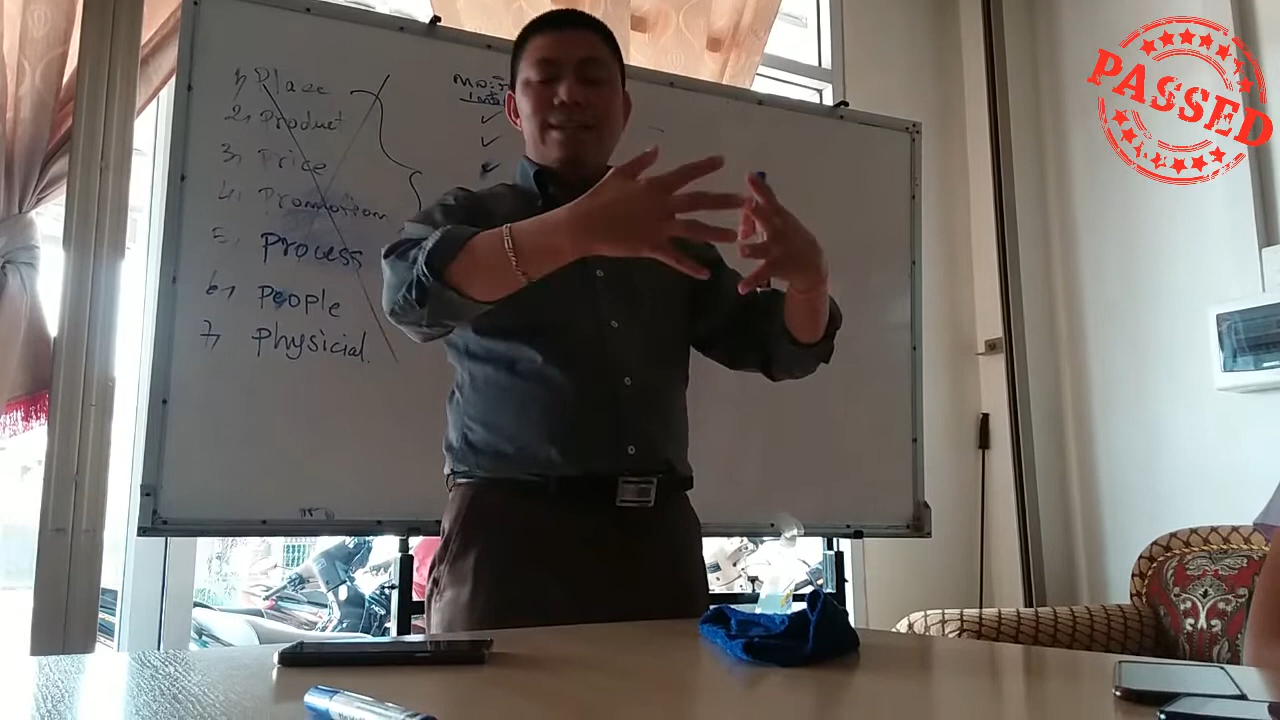 1, Place
2, Product
3, Price
4, Promotion
5, Process
6, People
7, Physicial.
PASSED